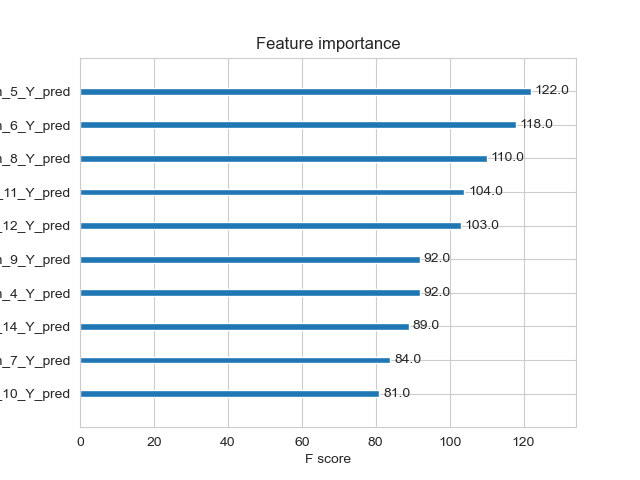 Feature importance
n_5_Y_pred 122.0
n_6_Y_pred 118.0
n_8_Y_pred 110.0
_11_Y_pred 104.0
_12_Y_pred 103.0
n_9_Y_pred 92.0
n_4_Y_pred 92.0
_14_Y_pred 89.0
n_7_Y_pred 84.0
_10_Y_pred 81.0
0 20 40 60 80 100 120
F score